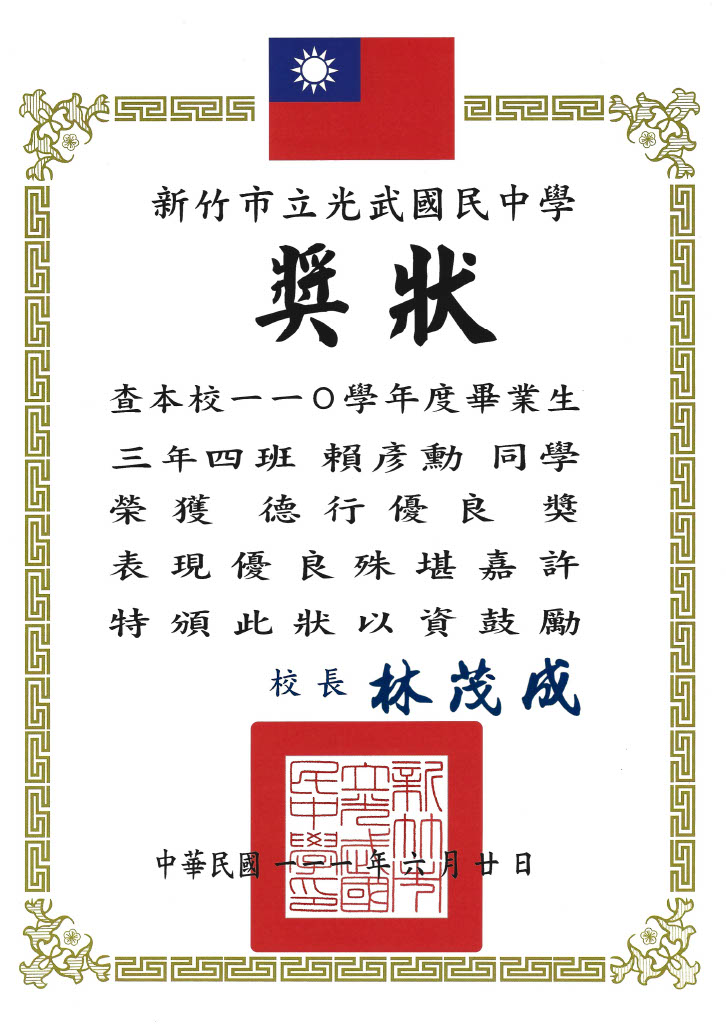 新竹市立光武國民中學
獎狀
查本校一一○學年度畢業生
三年四班 賴彥勳 同學
榮獲 德行優良 獎
表現優良殊堪嘉許
特頒此狀以資鼓勵
校長 林茂成
新竹市立光武國民中學印
中華民國一一一年六月廿日